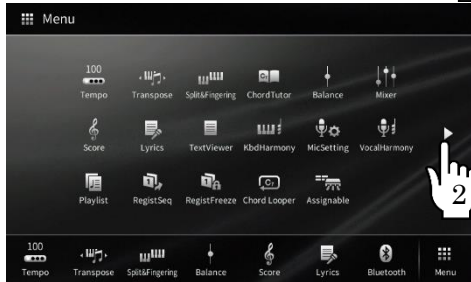 Menu
100
Tempo Transpose Split&Fingering ChordTutor Balance Mixer
Score Lyrics TextViewer KbdHarmony MicSetting VocalHarmony
Playlist RegistSeq RegistFreeze Chord Looper Assignable
2
100
Tempo Transpose Split&Fingering Balance Score Lyrics Bluetooth Menu